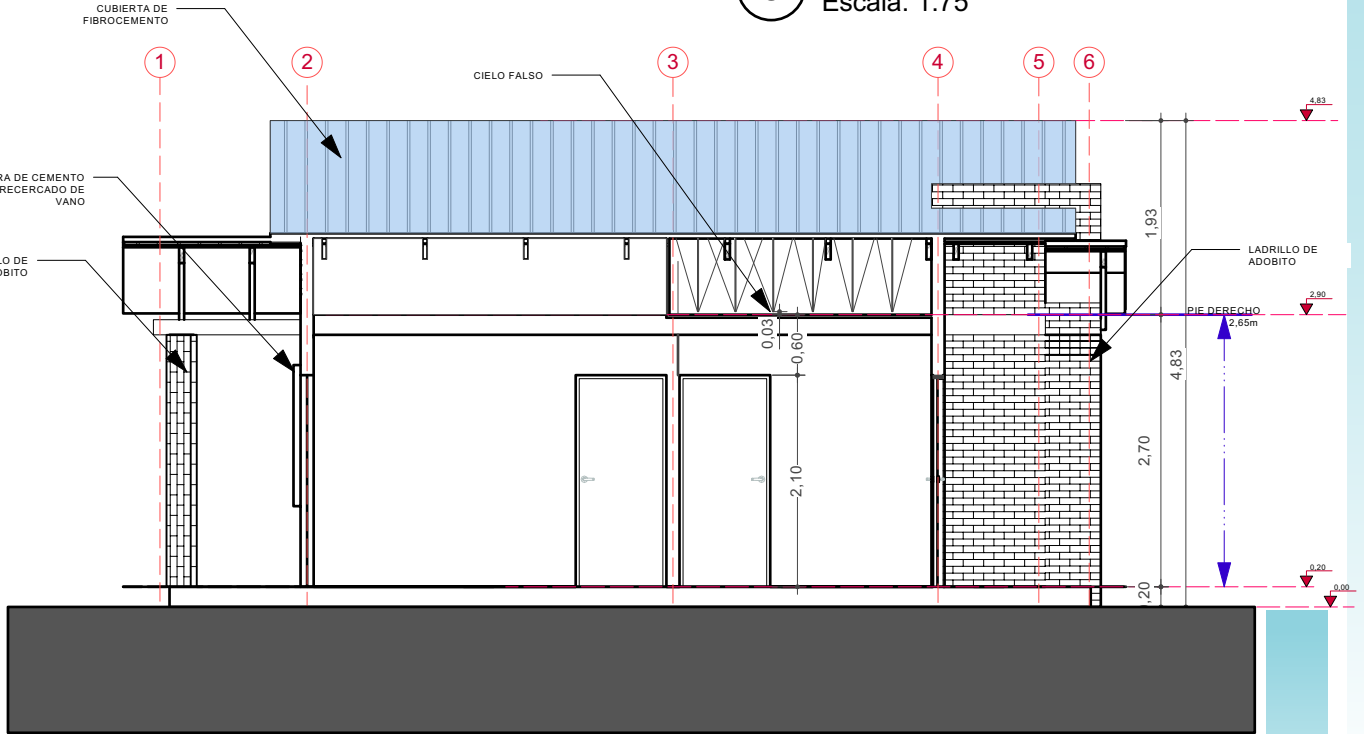 Escala: 1:75
CUBIERTA DE
FIBROCEMENTO
1
2
3
4
5
6
CIELO FALSO
4,83
RA DE CEMENTO
RECERCADO DE
VANO
1,93
LO DE
OBITO
LADRILLO DE
ADOBITO
2,90
PIE DERECHO
2,65m
0,03
0,60
4,83
2,70
2,10
0,20
,20
0,00